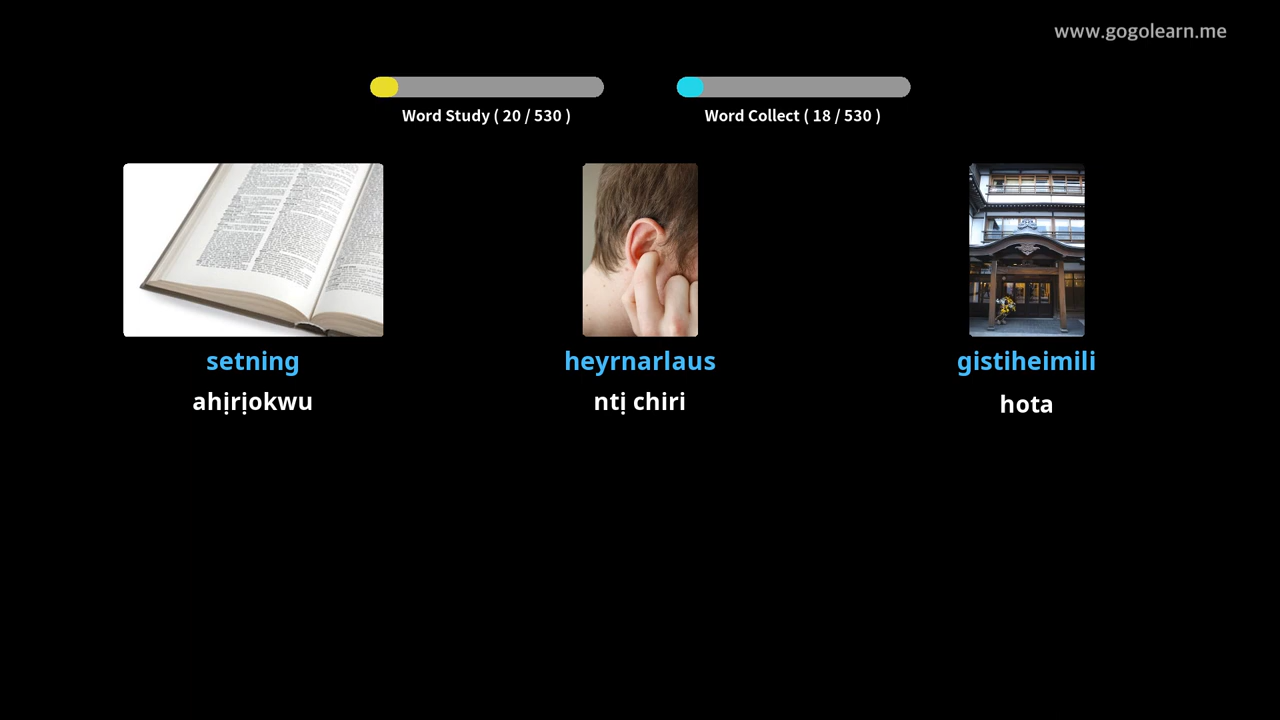 www.gogolearn.me
Word Study ( 20 / 530 )
Word Collect ( 18 / 530 )
setning
heyrnarlaus
gistiheimili
ahịrịokwu
ntị chiri
hota